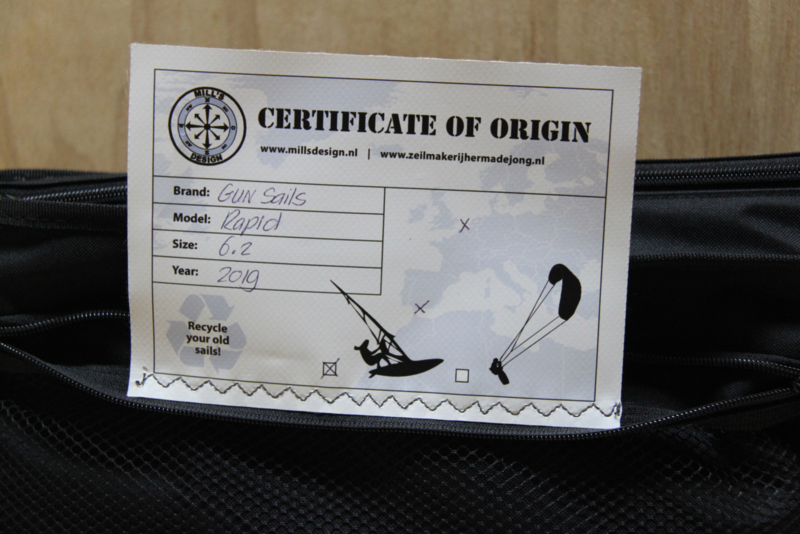 MILL'S
DESIGN
CERTIFICATE OF ORIGIN
www.millsdesign.nl | www.zeilmakerijhermadejong.nl
Brand: GUN Sails
Model: Rapid
Size: 6.2
Year: 2019
Recycle
your old
sails!